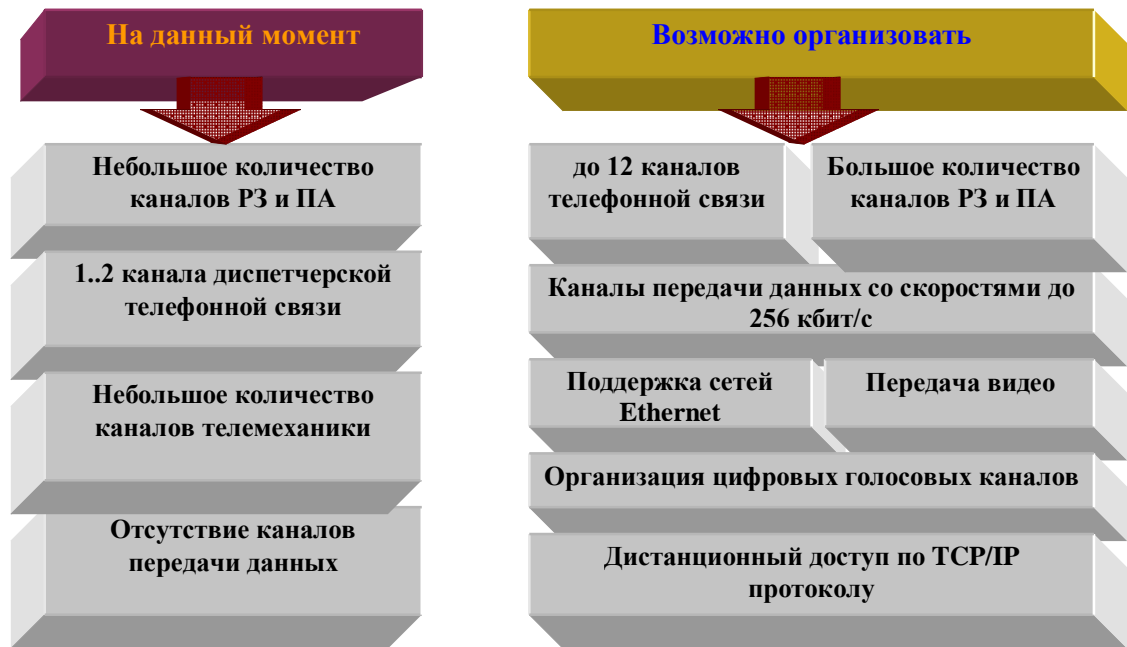 На данный момент
Небольшое количество
каналов РЗ и ПА
1..2 канала диспетчерской
телефонной связи
Небольшое количество
каналов телемеханики
Отсутствие каналов
передачи данных
Возможно организовать
до 12 каналов
телефонной связи
Большое количество
каналов РЗ и ПА
Каналы передачи данных со скоростями до
256 кбит/с
Поддержка сетей
Ethernet
Передача видео
Организация цифровых голосовых каналов
Дистанционный доступ по TCP/IP
протоколу